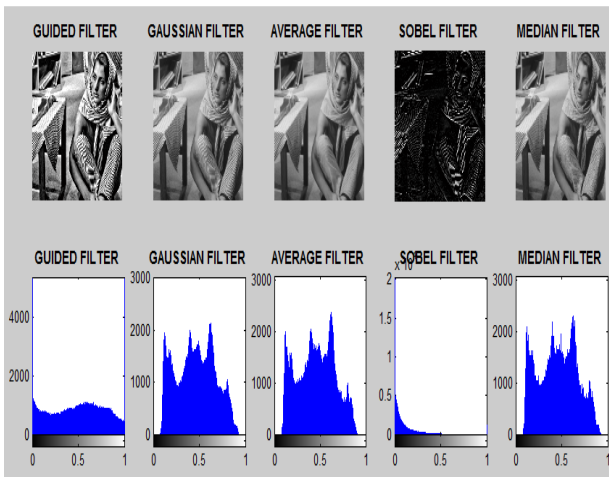 GUIDED FILTER GAUSSIAN FILTER AVERAGE FILTER SOBEL FILTER MEDIAN FILTER
GUIDED FILTER GAUSSIAN FILTER AVERAGE FILTER SOBEL FILTER MEDIAN FILTER
x 10
3000 3000 2 3000
4000
1.5
2000 2000 2000
1
2000
1000 1000 1000
0.5
0 0 0 0 0
0 0.5 1 0 0.5 1 0 0.5 1 0 0.5 1 0 0.5 1